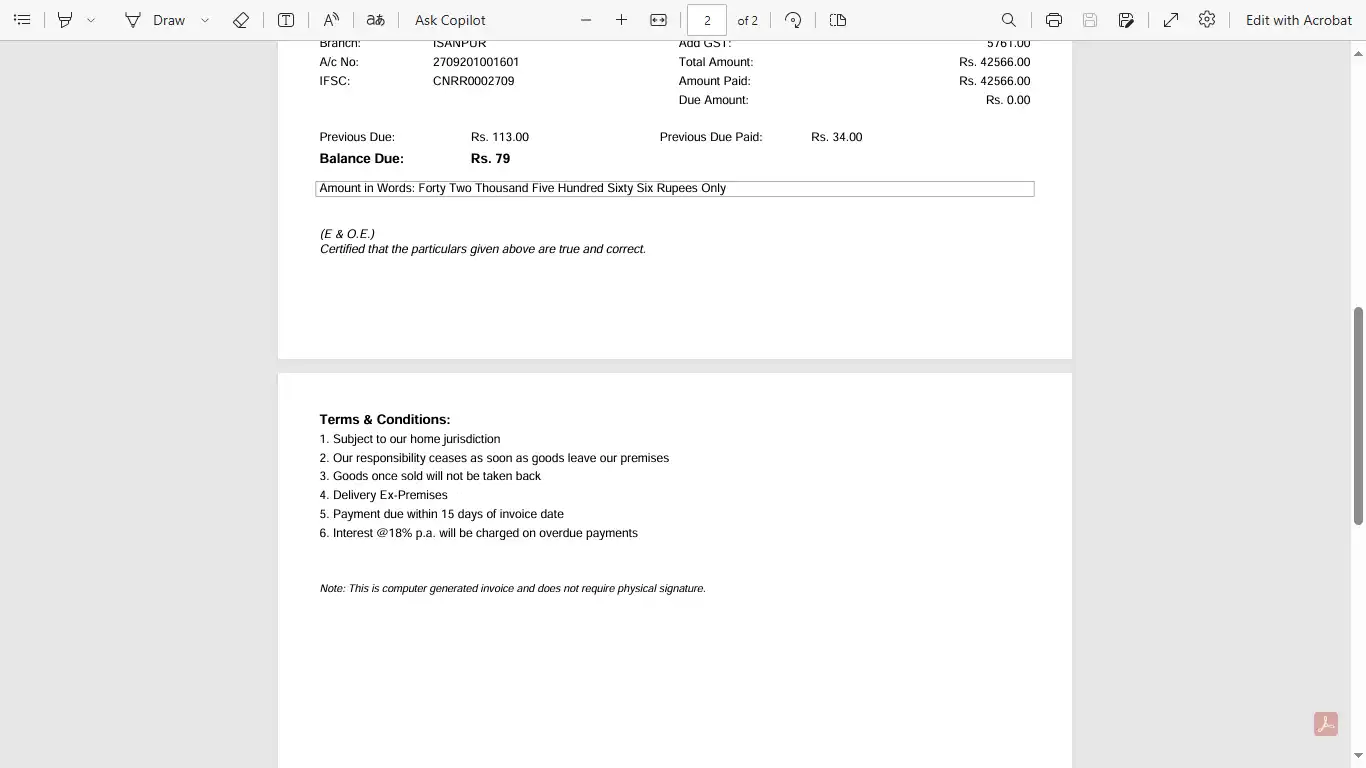 Draw
Ask Copilot
2 of 2
Edit with Acrobat
Branch: ISANPUR Add GST: 5761.00
A/c No: 2709201001601 Total Amount: Rs. 42566.00
IFSC: CNRR0002709 Amount Paid: Rs. 42566.00
Due Amount: Rs. 0.00
Previous Due: Rs. 113.00 Previous Due Paid: Rs. 34.00
Balance Due: Rs. 79
Amount in Words: Forty Two Thousand Five Hundred Sixty Six Rupees Only
(E & O.E.)
Certified that the particulars given above are true and correct.
Terms & Conditions:
1. Subject to our home jurisdiction
2. Our responsibility ceases as soon as goods leave our premises
3. Goods once sold will not be taken back
4. Delivery Ex-Premises
5. Payment due within 15 days of invoice date
6. Interest @18% p.a. will be charged on overdue payments
Note: This is computer generated invoice and does not require physical signature.